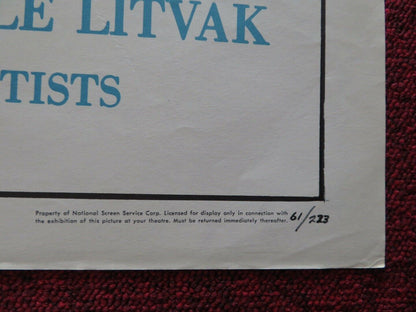 LE LITVAK
TISTS
Property of National Screen Service Corp. Licensed for display only in connection with
the exhibition of this picture at your theatre. Must be returned immediately thereafter. 61/223